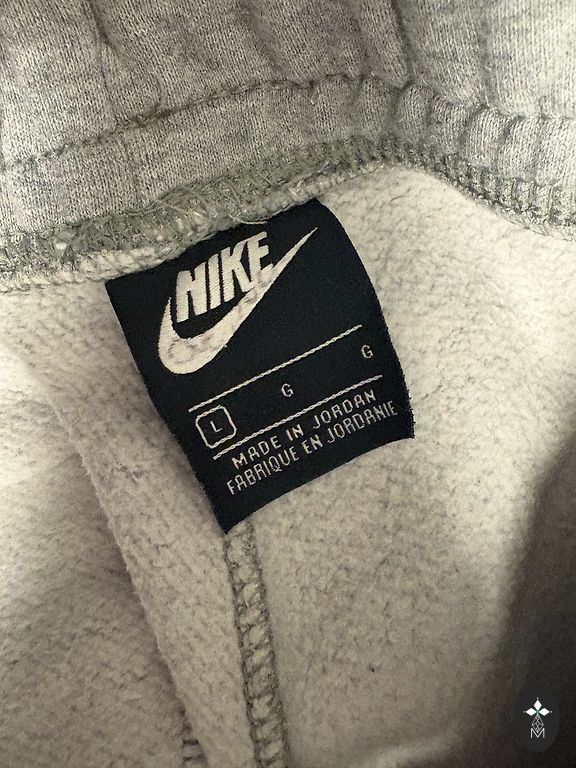 NIKE
L G G
MADE IN JORDAN
FABRIQUE EN JORDANIE
M